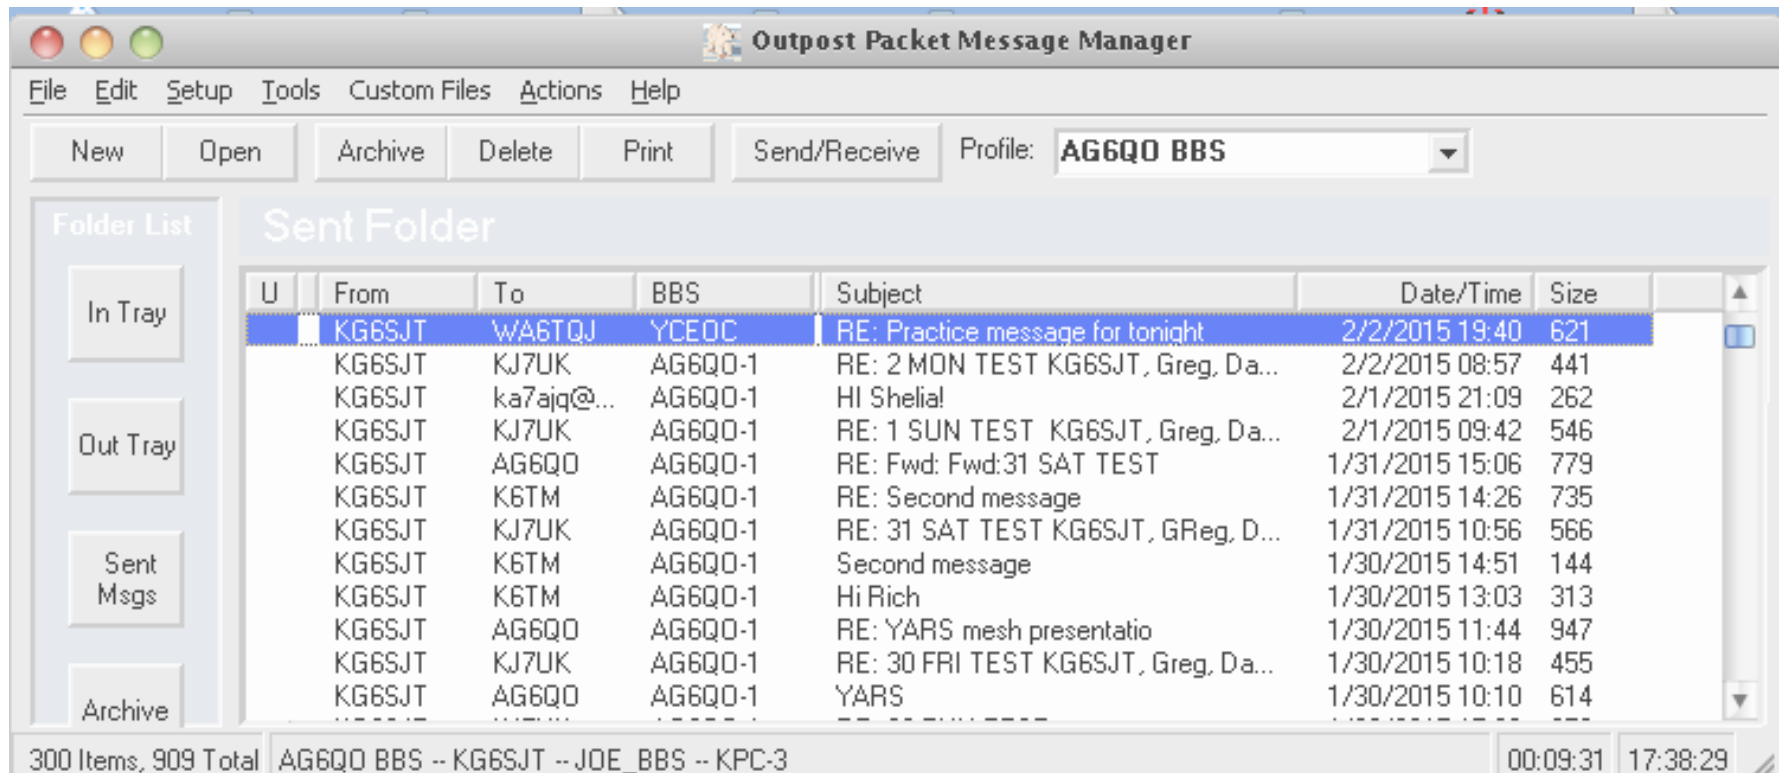 Outpost Packet Message Manager
File Edit Setup Tools Custom Files Actions Help
New Open Archive Delete Print Send/Receive Profile: AG6QO BBS
Folder List
Sent Folder
In Tray
Out Tray
Sent
Msgs
Archive
U From To BBS Subject Date/Time Size
KG6SJT WA6TQJ YCEOC RE: Practice message for tonight 2/2/2015 19:40 621
KG6SJT KJ7UK AG6QO-1 RE: 2 MON TEST KG6SJT, Greg, Da... 2/2/2015 08:57 441
KG6SJT ka7ajq@... AG6QO-1 HI Shelia! 2/1/2015 21:09 262
KG6SJT KJ7UK AG6QO-1 RE: 1 SUN TEST  KG6SJT, Greg, Da... 2/1/2015 09:42 546
KG6SJT AG6QO AG6QO-1 RE: Fwd: Fwd:31 SAT TEST 1/31/2015 15:06 779
KG6SJT K6TM AG6QO-1 RE: Second message 1/31/2015 14:26 735
KG6SJT KJ7UK AG6QO-1 RE: 31 SAT TEST KG6SJT, GReg, D... 1/31/2015 10:56 566
KG6SJT K6TM AG6QO-1 Second message 1/30/2015 14:51 144
KG6SJT K6TM AG6QO-1 Hi Rich 1/30/2015 13:03 313
KG6SJT AG6QO AG6QO-1 RE: YARS mesh presentatio 1/30/2015 11:44 947
KG6SJT KJ7UK AG6QO-1 RE: 30 FRI TEST KG6SJT, Greg, Da... 1/30/2015 10:18 455
KG6SJT AG6QO AG6QO-1 YARS 1/30/2015 10:10 614
300 Items, 909 Total AG6QO BBS -- KG6SJT -- JOE_BBS -- KPC-3 00:09:31 17:38:29